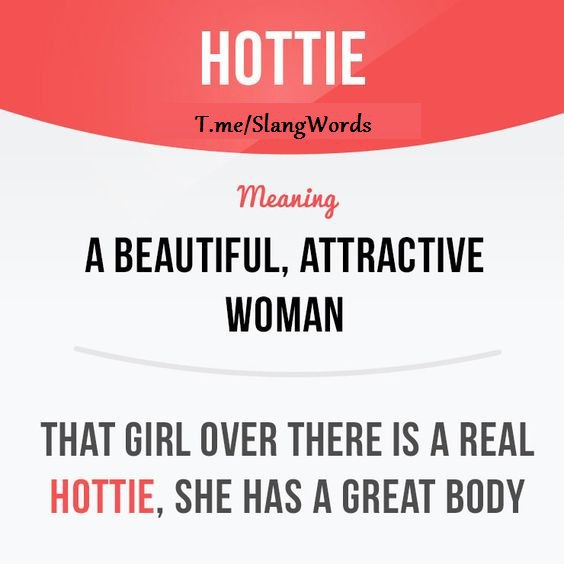 HOTTIE
T.me/SlangWords
Meaning
A BEAUTIFUL, ATTRACTIVE
WOMAN
THAT GIRL OVER THERE IS A REAL
HOTTIE, SHE HAS A GREAT BODY